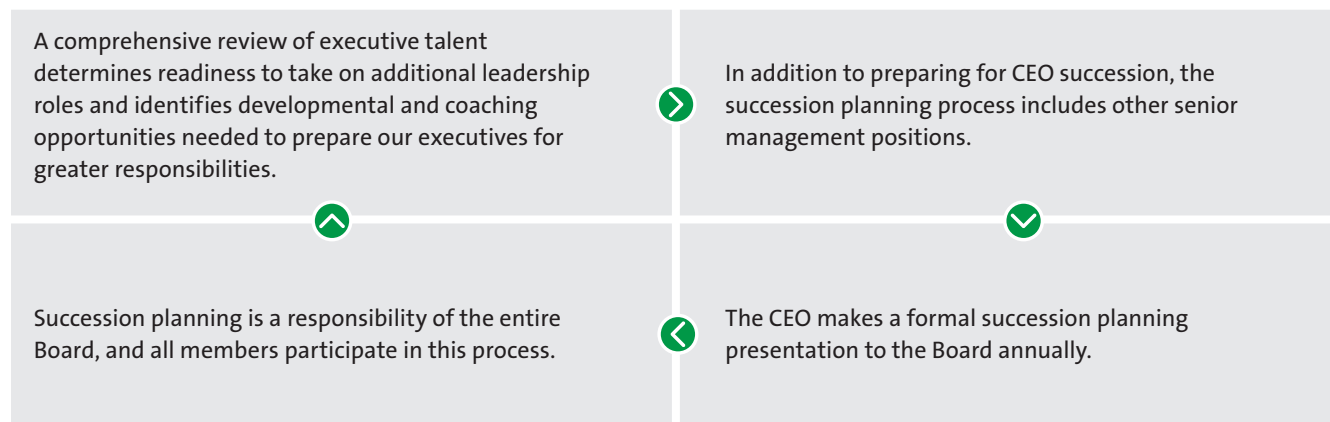 A comprehensive review of executive talent
determines readiness to take on additional leadership
roles and identifies developmental and coaching
opportunities needed to prepare our executives for
greater responsibilities.
In addition to preparing for CEO succession, the
succession planning process includes other senior
management positions.
Succession planning is a responsibility of the entire
Board, and all members participate in this process.
The CEO makes a formal succession planning
presentation to the Board annually.